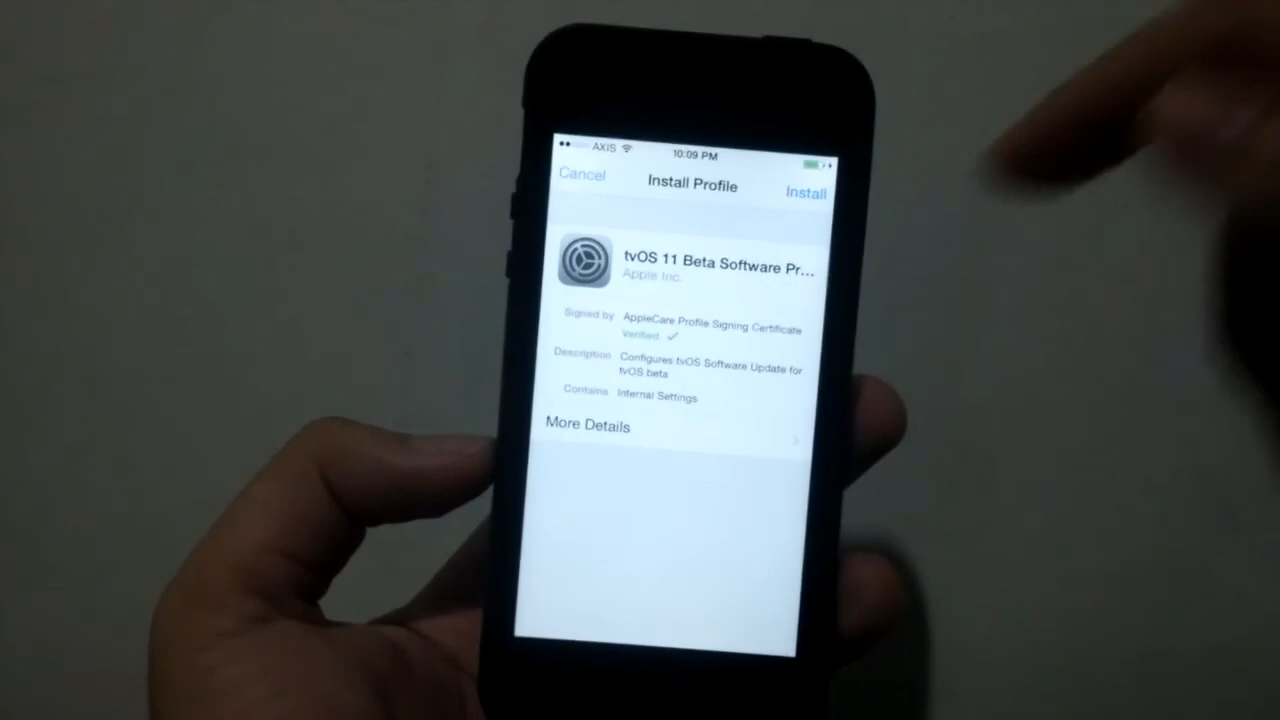 AXIS 10:09 PM
Cancel Install Profile Install
tvOS 11 Beta Software Pr...
Apple Inc.
Signed by AppleCare Profile Signing Certificate
Verified ✓
Description Configures tvOS Software Update for
tvOS beta
Contains Internal Settings
More Details